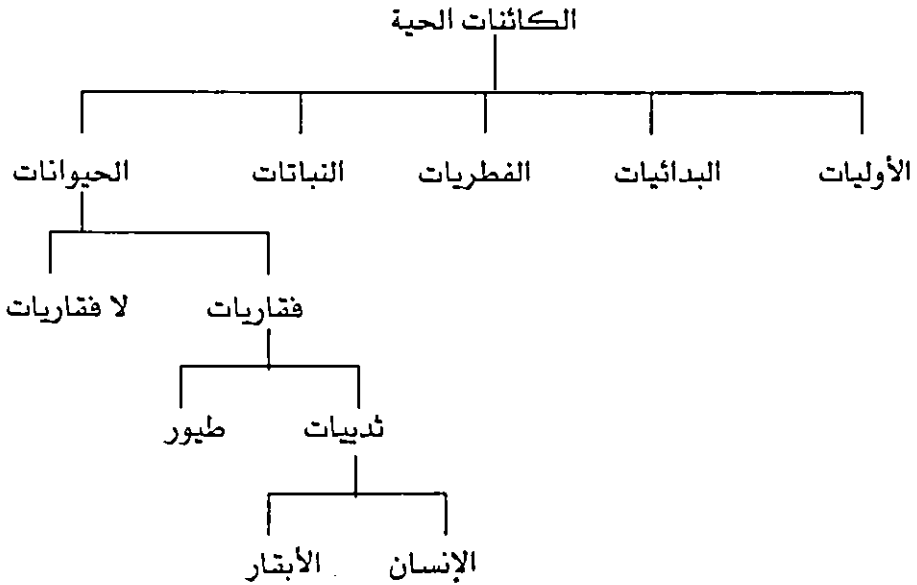 الكائنات الحية
الأوليات البدائيات الفطريات النباتات الحيوانات
فقاريات لا فقاريات
ثدييات طيور
الإنسان الأبقار